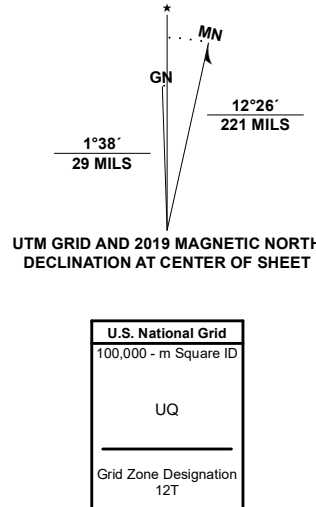 MN
GN
12°26´
221 MILS
1°38´
29 MILS
UTM GRID AND 2019 MAGNETIC NORTH
DECLINATION AT CENTER OF SHEET
U.S. National Grid
100,000 - m Square ID
UQ
Grid Zone Designation
12T